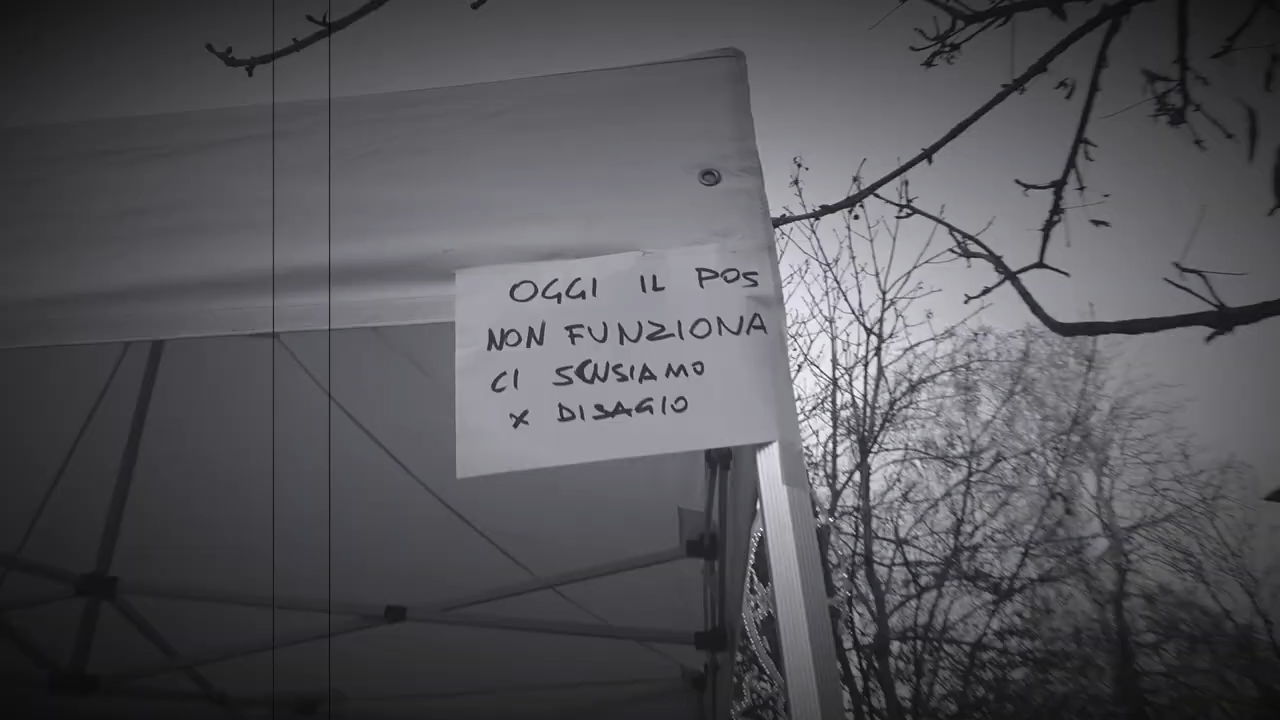 OGGI IL POS
NON FUNZIONA
CI SCUSIAMO
X DISAGIO